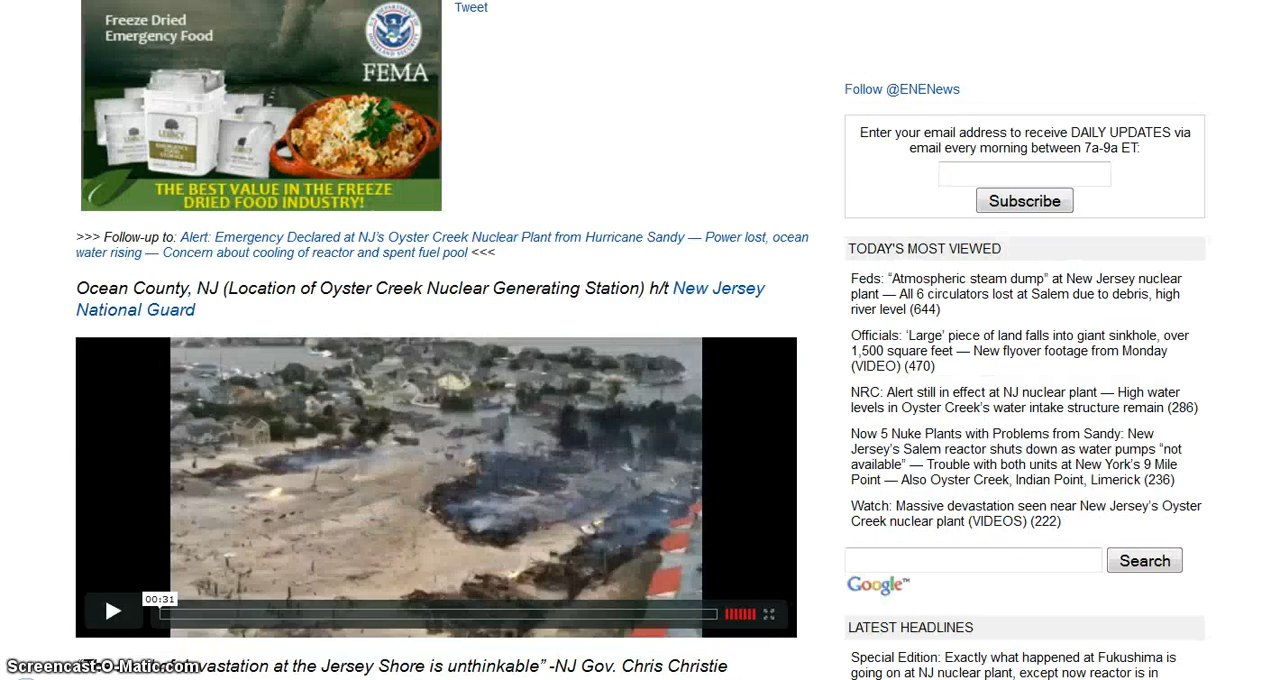 Freeze Dried
Emergency Food
FEMA
LEGACY
EMERGENCY
FOOD
STORAGE
THE BEST VALUE IN THE FREEZE
DRIED FOOD INDUSTRY!
Tweet
>>> Follow-up to: Alert: Emergency Declared at NJ's Oyster Creek Nuclear Plant from Hurricane Sandy — Power lost, ocean
water rising — Concern about cooling of reactor and spent fuel pool <<<
Ocean County, NJ (Location of Oyster Creek Nuclear Generating Station) h/t New Jersey
National Guard
00:31
vastation at the Jersey Shore is unthinkable" -NJ Gov. Chris Christie
Screencast-O-Matic.com
Follow @ENENews
Enter your email address to receive DAILY UPDATES via
email every morning between 7a-9a ET:
Subscribe
TODAY'S MOST VIEWED
Feds: “Atmospheric steam dump” at New Jersey nuclear
plant — All 6 circulators lost at Salem due to debris, high
river level (644)
Officials: ‘Large’ piece of land falls into giant sinkhole, over
1,500 square feet — New flyover footage from Monday
(VIDEO) (470)
NRC: Alert still in effect at NJ nuclear plant — High water
levels in Oyster Creek’s water intake structure remain (286)
Now 5 Nuke Plants with Problems from Sandy: New
Jersey’s Salem reactor shuts down as water pumps “not
available” — Trouble with both units at New York’s 9 Mile
Point — Also Oyster Creek, Indian Point, Limerick (236)
Watch: Massive devastation seen near New Jersey’s Oyster
Creek nuclear plant (VIDEOS) (222)
Search
Google™
LATEST HEADLINES
Special Edition: Exactly what happened at Fukushima is
going on at NJ nuclear plant, except now reactor is in